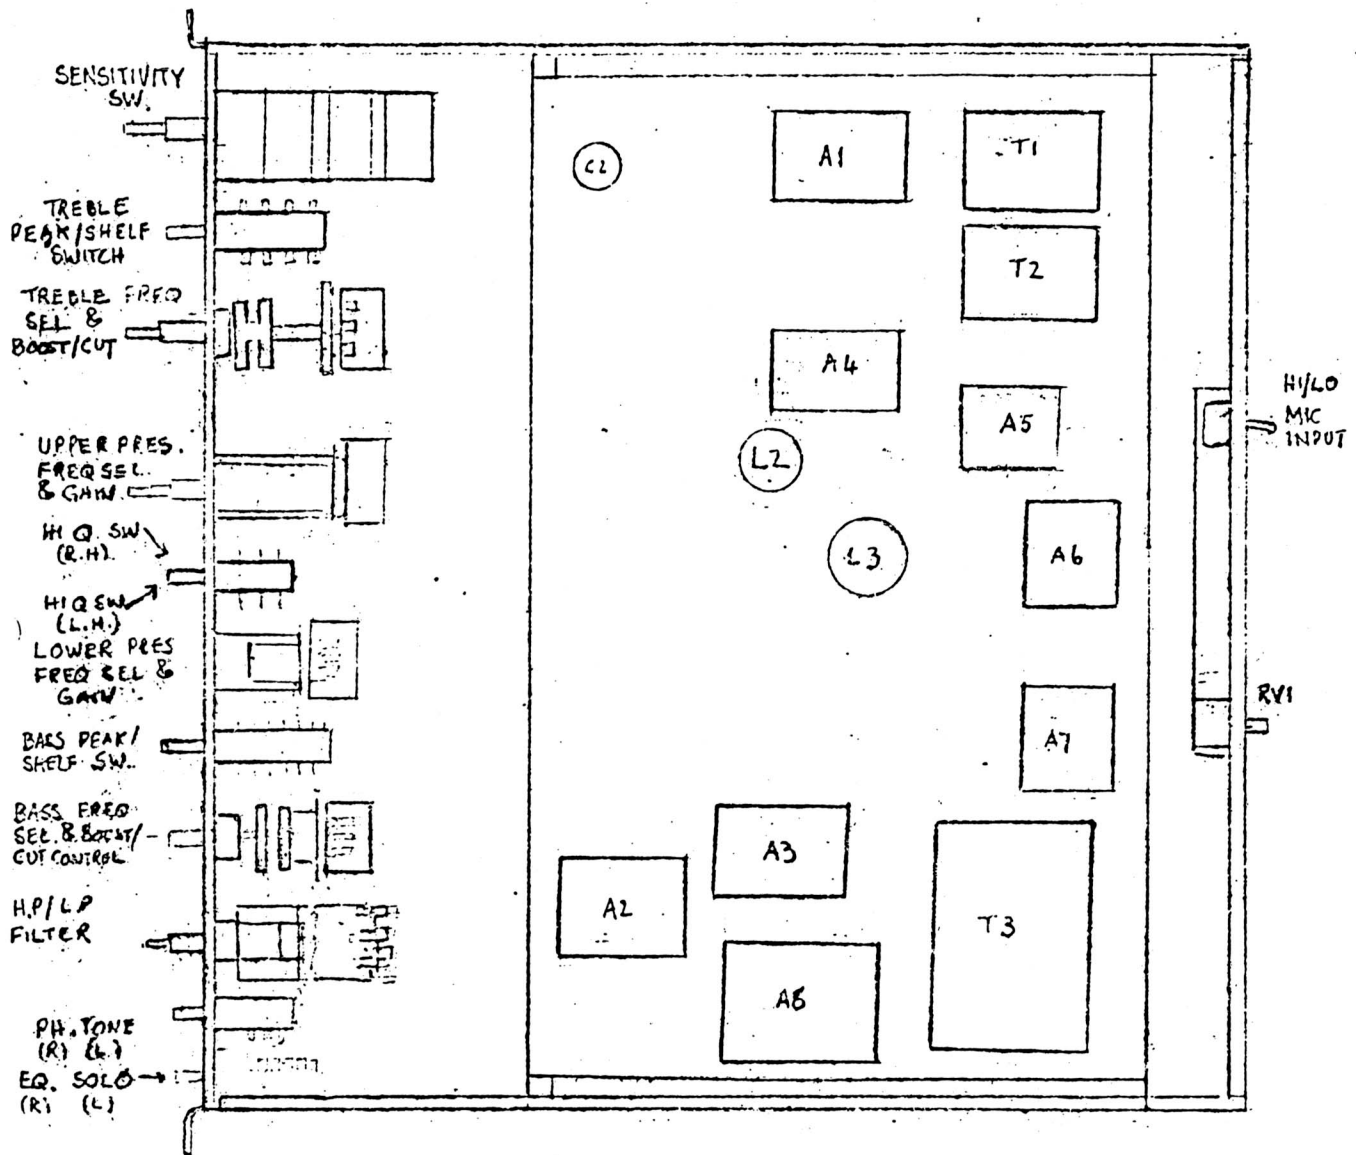 SENSITIVITY
SW.
TREBLE
PEAK/SHELF
SWITCH
TREBLE FREQ
SEL &
BOOST/CUT
UPPER PRES.
FREQ SEL.
& GAIN.
HI Q. SW
(R.H).
HI Q SW.
(L.H.)
LOWER PRES
FREQ SEL &
GAIN
BASS PEAK/
SHELF SW..
BASS FREQ
SEL. & BOOST/
CUT CONTROL
H.P/L.P
FILTER
PH. TONE
(R) (L)
EQ. SOLO
(R) (L)
C2
A1
T1
T2
A4
A5
L2
L3
A6
A7
A3
A2
T3
A8
HI/LO
MIC
INPUT
RV1